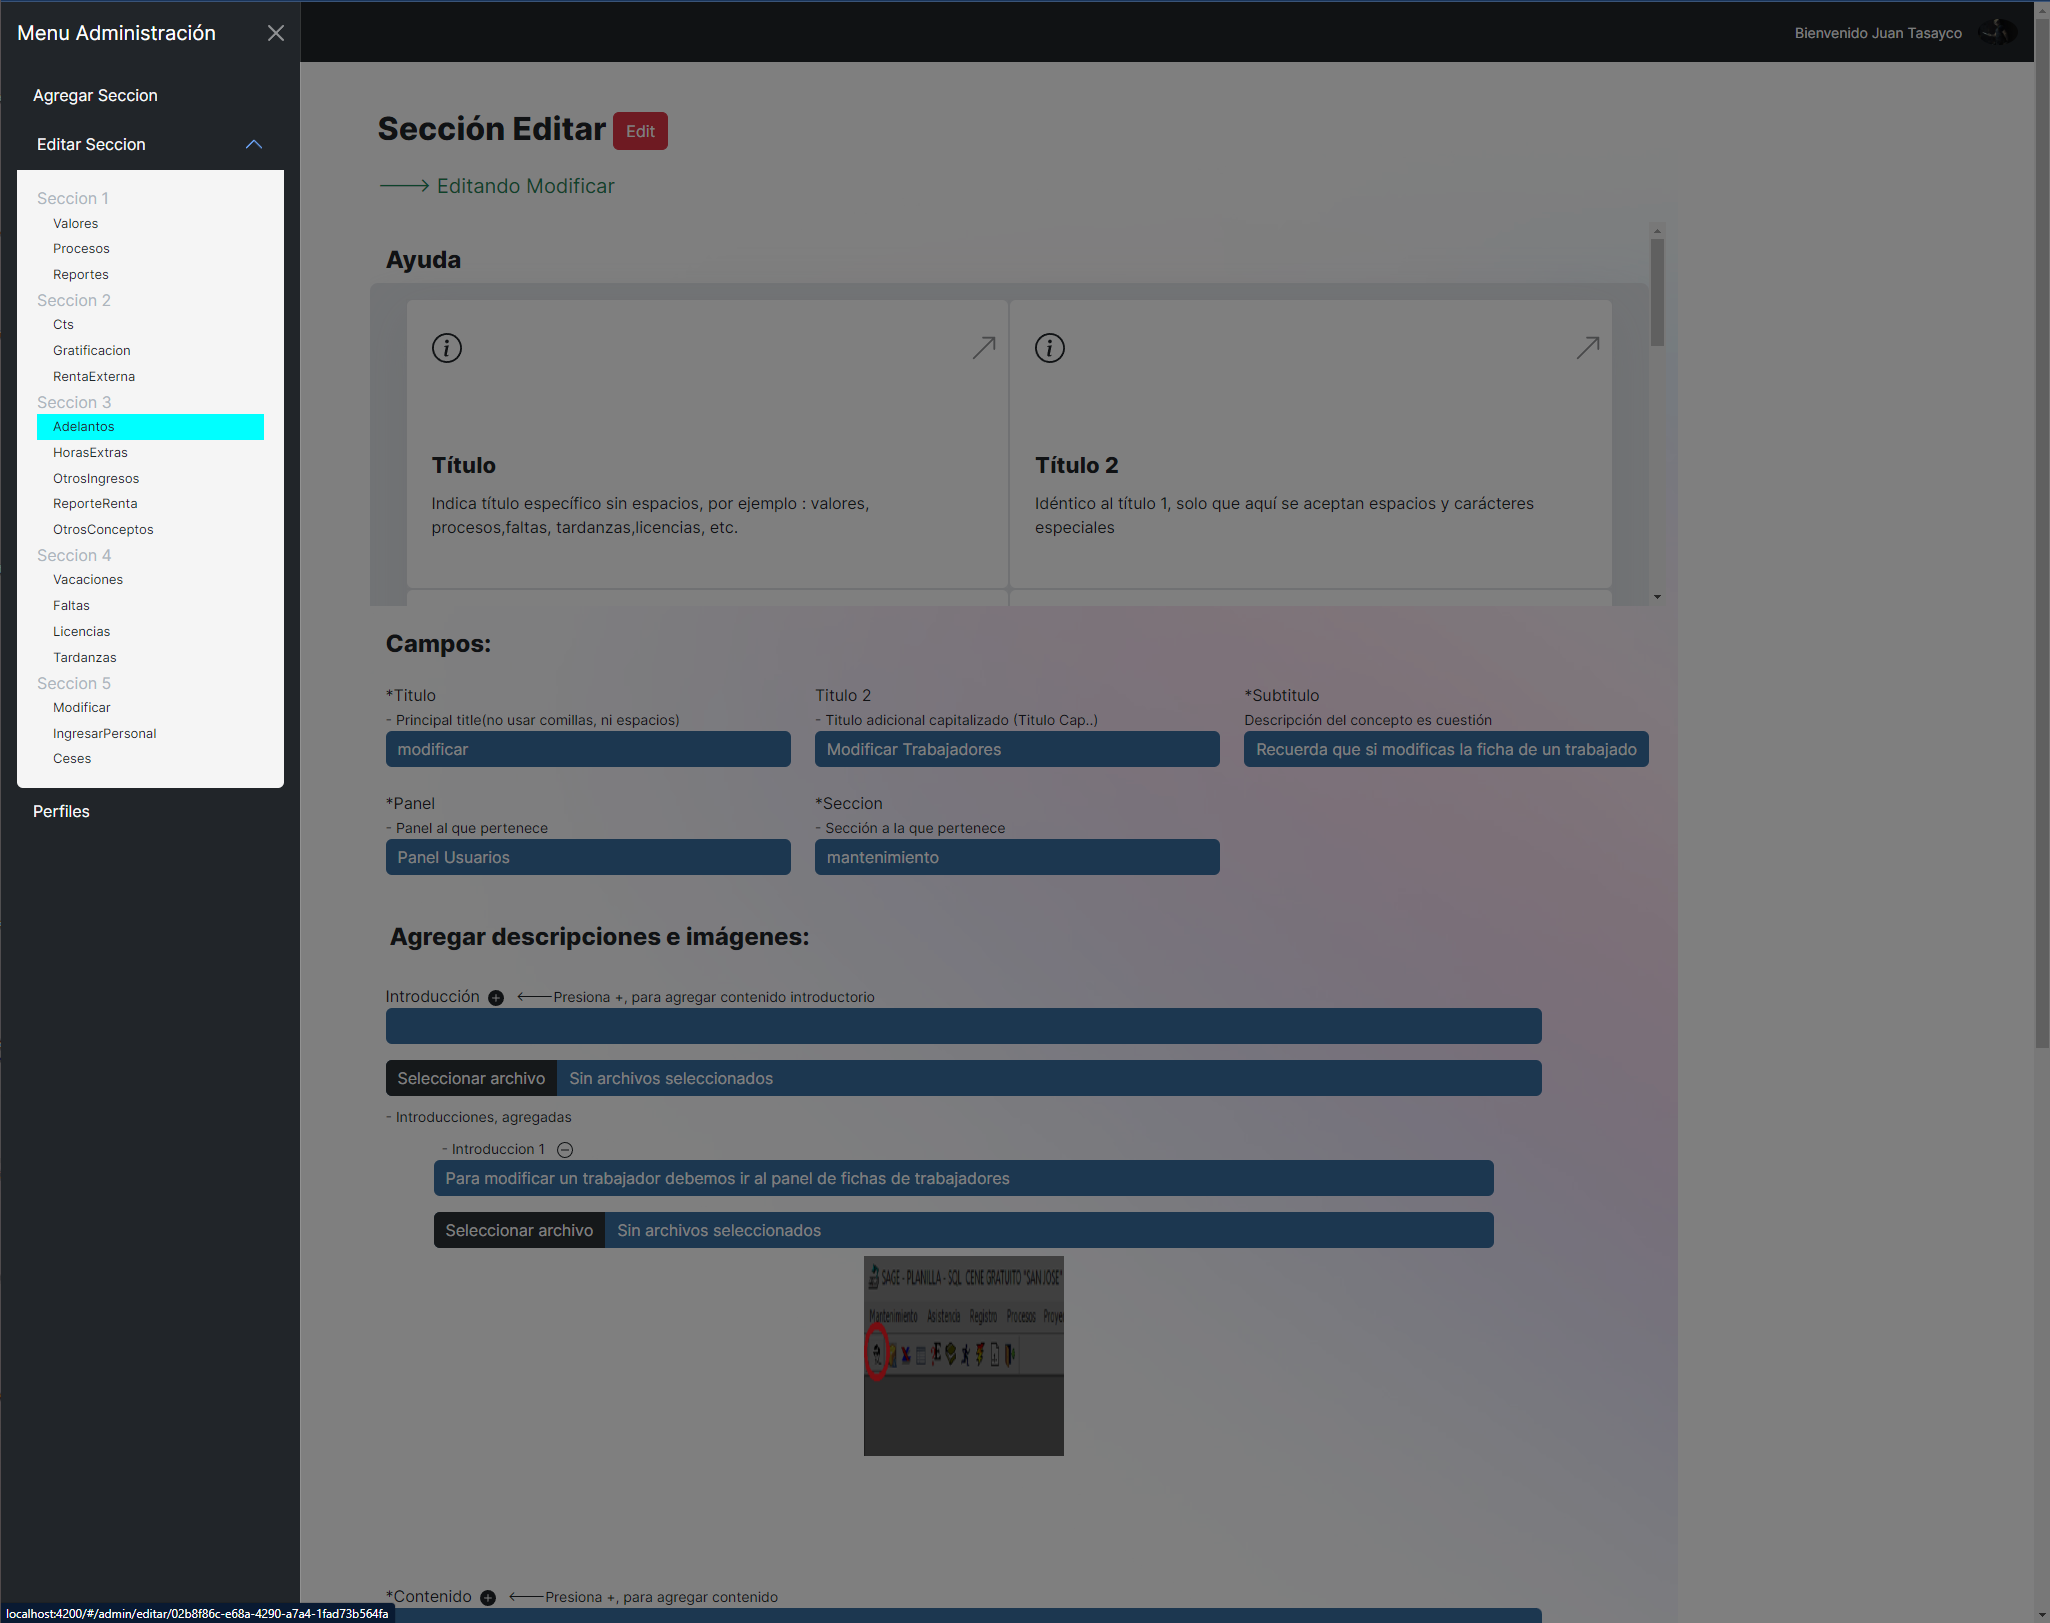 Menu Administración
Bienvenido Juan Tasayco
Agregar Seccion
Editar Seccion
Seccion 1
Valores
Procesos
Reportes
Seccion 2
Cts
Gratificacion
RentaExterna
Seccion 3
Adelantos
HorasExtras
OtrosIngresos
ReporteRenta
OtrosConceptos
Seccion 4
Vacaciones
Faltas
Licencias
Tardanzas
Seccion 5
Modificar
IngresarPersonal
Ceses
Perfiles
Sección Editar Edit
Editando Modificar
Ayuda
Título
Indica título específico sin espacios, por ejemplo : valores,
procesos,faltas, tardanzas,licencias, etc.
Título 2
Idéntico al título 1, solo que aquí se aceptan espacios y carácteres
especiales
Campos:
*Titulo
- Principal title(no usar comillas, ni espacios)
modificar
Titulo 2
- Titulo adicional capitalizado (Titulo Cap..)
Modificar Trabajadores
*Subtitulo
Descripción del concepto es cuestión
Recuerda que si modificas la ficha de un trabajado
*Panel
- Panel al que pertenece
Panel Usuarios
*Seccion
- Sección a la que pertenece
mantenimiento
Agregar descripciones e imágenes:
Introducción + Presiona +, para agregar contenido introductorio
Seleccionar archivo Sin archivos seleccionados
- Introducciones, agregadas
- Introduccion 1
Para modificar un trabajador debemos ir al panel de fichas de trabajadores
Seleccionar archivo Sin archivos seleccionados
SAGE - PLANILLA - SQL CENE GRATUITO "SAN JOSE"
Mantenimiento Asistencia Registro Procesos Proye
*Contenido + Presiona +, para agregar contenido
localhost:4200/#/admin/editar/02b8f86c-e68a-4290-a7a4-1fad73b564fa